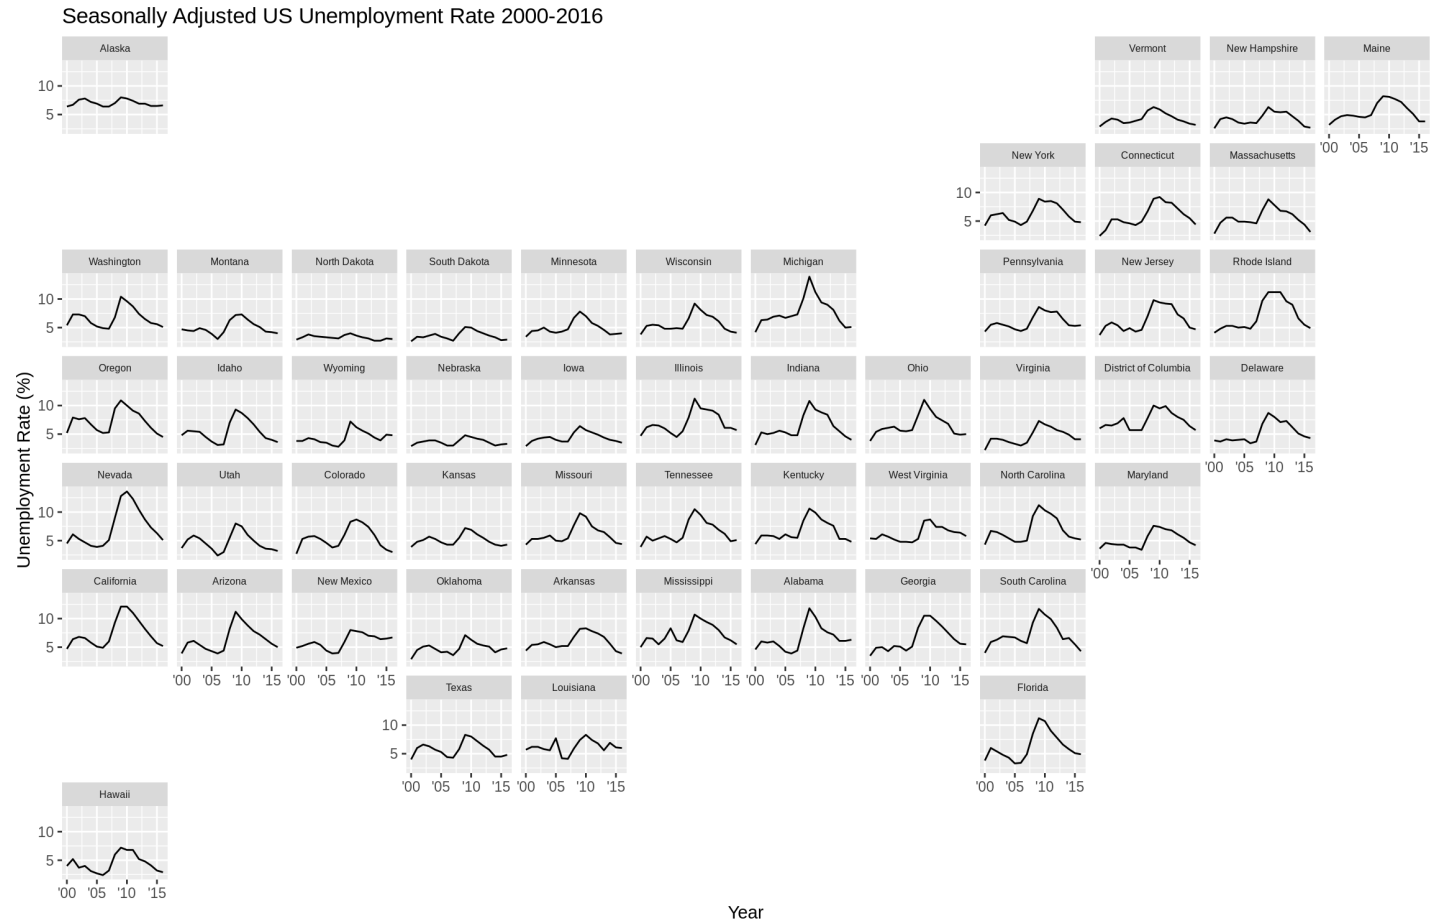 Seasonally Adjusted US Unemployment Rate 2000-2016
Alaska Vermont New Hampshire Maine
10
5
'00 '05 '10 '15
New York Connecticut Massachusetts
10
5
Washington Montana North Dakota South Dakota Minnesota Wisconsin Michigan Pennsylvania New Jersey Rhode Island
10
5
Oregon Idaho Wyoming Nebraska Iowa Illinois Indiana Ohio Virginia District of Columbia Delaware
10
5
'00 '05 '10 '15
Unemployment Rate (%)
Nevada Utah Colorado Kansas Missouri Tennessee Kentucky West Virginia North Carolina Maryland
10
5
'00 '05 '10 '15
California Arizona New Mexico Oklahoma Arkansas Mississippi Alabama Georgia South Carolina
10
5
'00 '05 '10 '15 '00 '05 '10 '15 '00 '05 '10 '15 '00 '05 '10 '15 '00 '05 '10 '15
Texas Louisiana Florida
10
5
'00 '05 '10 '15 '00 '05 '10 '15 '00 '05 '10 '15
Hawaii
10
5
'00 '05 '10 '15
Year